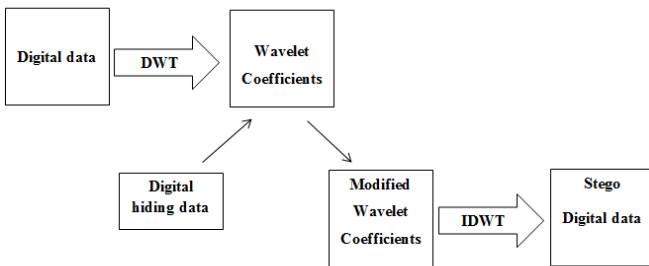 Digital data
DWT
Wavelet
Coefficients
Digital
hiding data
Modified
Wavelet
Coefficients
IDWT
Stego
Digital data